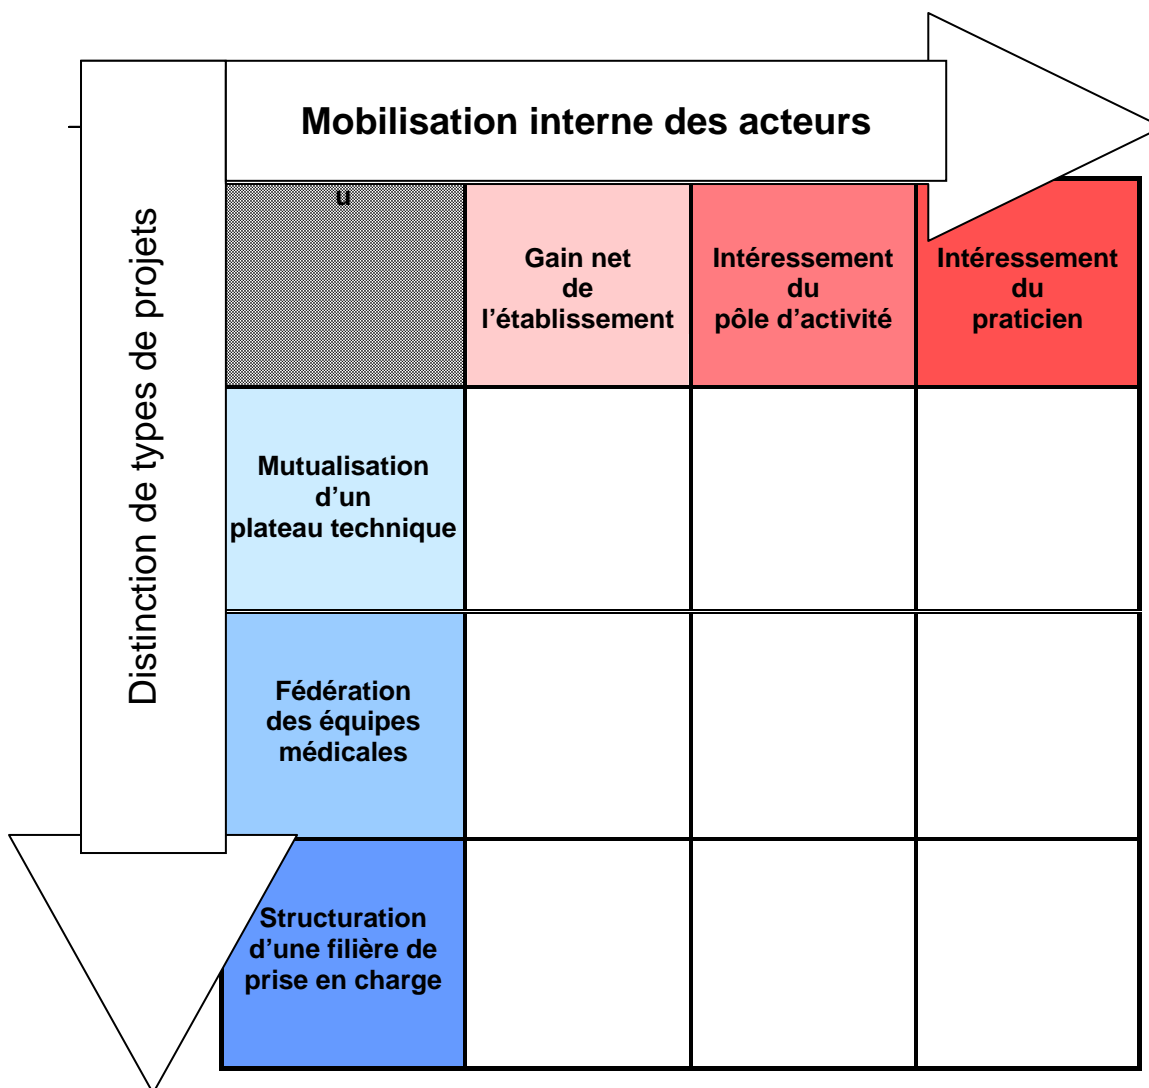 Mobilisation interne des acteurs
Distinction de types de projets
u
Gain net
de
l’établissement
Intéressement
du
pôle d’activité
Intéressement
du
praticien
Mutualisation
d’un
plateau technique
Fédération
des équipes
médicales
Structuration
d’une filière de
prise en charge